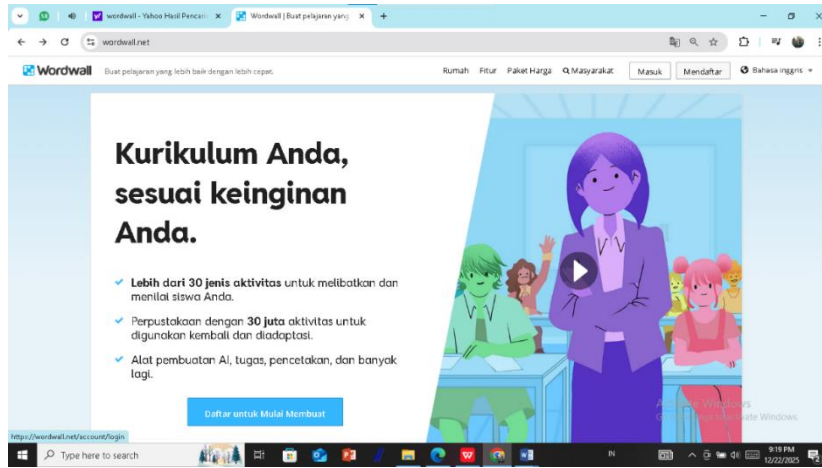 wordwall - Yahoo Hasil Pencari
Wordwall | Buat pelajaran yang
wordwall.net
Wordwall
Buat pelajaran yang lebih baik dengan lebih cepat.
Rumah Fitur Paket Harga Masyarakat Masuk Mendaftar Bahasa inggris
Kurikulum Anda,
sesuai keinginan
Anda.
Lebih dari 30 jenis aktivitas untuk melibatkan dan
menilai siswa Anda.
Perpustakaan dengan 30 juta aktivitas untuk
digunakan kembali dan diadaptasi.
Alat pembuatan AI, tugas, pencetakan, dan banyak
lagi.
Daftar untuk Mulai Membuat
Windows
Windows.
https://wordwall.net/account/login
Type here to search
IN
9:19 PM
12/22/2025